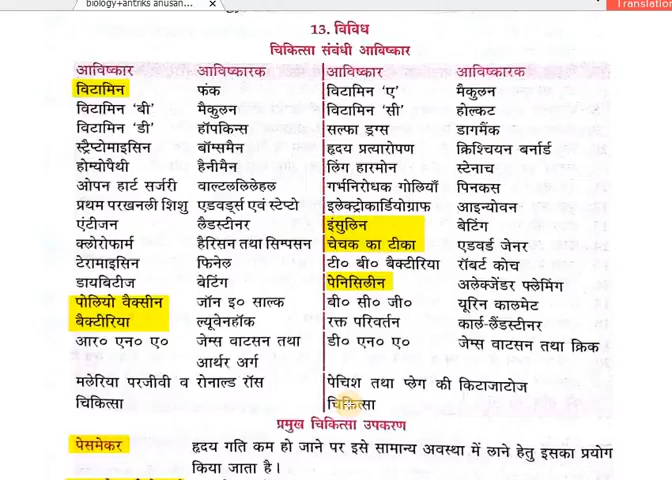 biology+antriks anusan...
Translation
13. विविध
चिकित्सा संबंधी आविष्कार
आविष्कार आविष्कारक आविष्कार आविष्कारक
विटामिन फंक विटामिन ‘ए’ मैकुलन
विटामिन ‘बी’ मैकुलन विटामिन ‘सी’ होल्कट
विटामिन ‘डी’ हॉपकिन्स सल्फा ड्रग्स डागमैंक
स्ट्रैप्टोमाइसिन बॉग्समैन हृदय प्रत्यारोपण क्रिश्चियन बर्नार्ड
होम्योपैथी हैनीमैन लिंग हारमोन स्टेनाच
ओपन हार्ट सर्जरी वाल्टललिलेहल गर्भनिरोधक गोलियाँ पिनकस
प्रथम परखनली शिशु एडवर्ड्स एवं स्टेप्टो इलेक्ट्रोकार्डियोग्राफ आइन्थोवन
एंटीजन लैडस्टीनर इंसुलिन बेटिंग
क्लोरोफार्म हैरिसन तथा सिम्पसन चेचक का टीका एडवर्ड जेनर
टेरामाइसिन फिनेल टी० बी० बैक्टीरिया रॉबर्ट कोच
डायबिटीज वेटिंग पेनिसिलीन अलेक्जेंडर फ्लेमिंग
पोलियो वैक्सीन जॉन इ० साल्क बी० सी० जी० यूरिन कालमेट
बैक्टीरिया ल्यूवेनहॉक रक्त परिवर्तन कार्ल-लैंडस्टीनर
आर० एन० ए० जेम्स वाटसन तथा डी० एन० ए० जेम्स वाटसन तथा क्रिक
आर्थर अर्ग
मलेरिया परजीवी व रोनाल्ड रॉस पेचिश तथा प्लेग की किटाजाटोज
चिकित्सा चिकित्सा
प्रमुख चिकित्सा उपकरण
पेसमेकर हृदय गति कम हो जाने पर इसे सामान्य अवस्था में लाने हेतु इसका प्रयोग
किया जाता है।